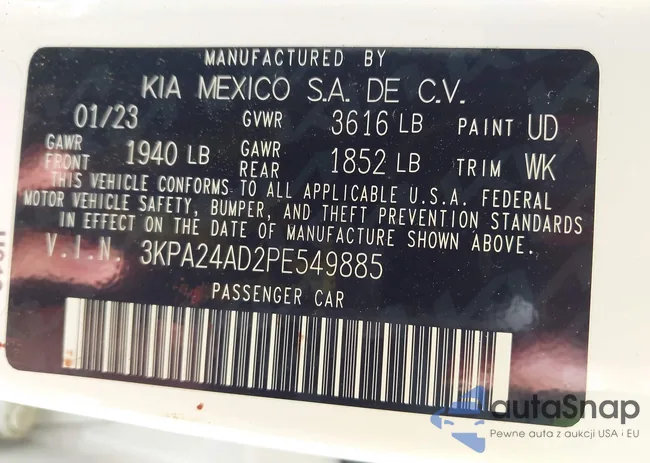 MANUFACTURED BY
KIA MEXICO S.A. DE C.V.
01/23 GVWR 3616 LB PAINT UD
GAWR FRONT 1940 LB GAWR REAR 1852 LB TRIM WK
THIS VEHICLE CONFORMS TO ALL APPLICABLE U.S.A. FEDERAL
MOTOR VEHICLE SAFETY, BUMPER, AND THEFT PREVENTION STANDARDS
IN EFFECT ON THE DATE OF MANUFACTURE SHOWN ABOVE.
V.I.N. 3KPA24AD2PE549885
PASSENGER CAR
autaSnap
Pewne auta z aukcji USA i EU